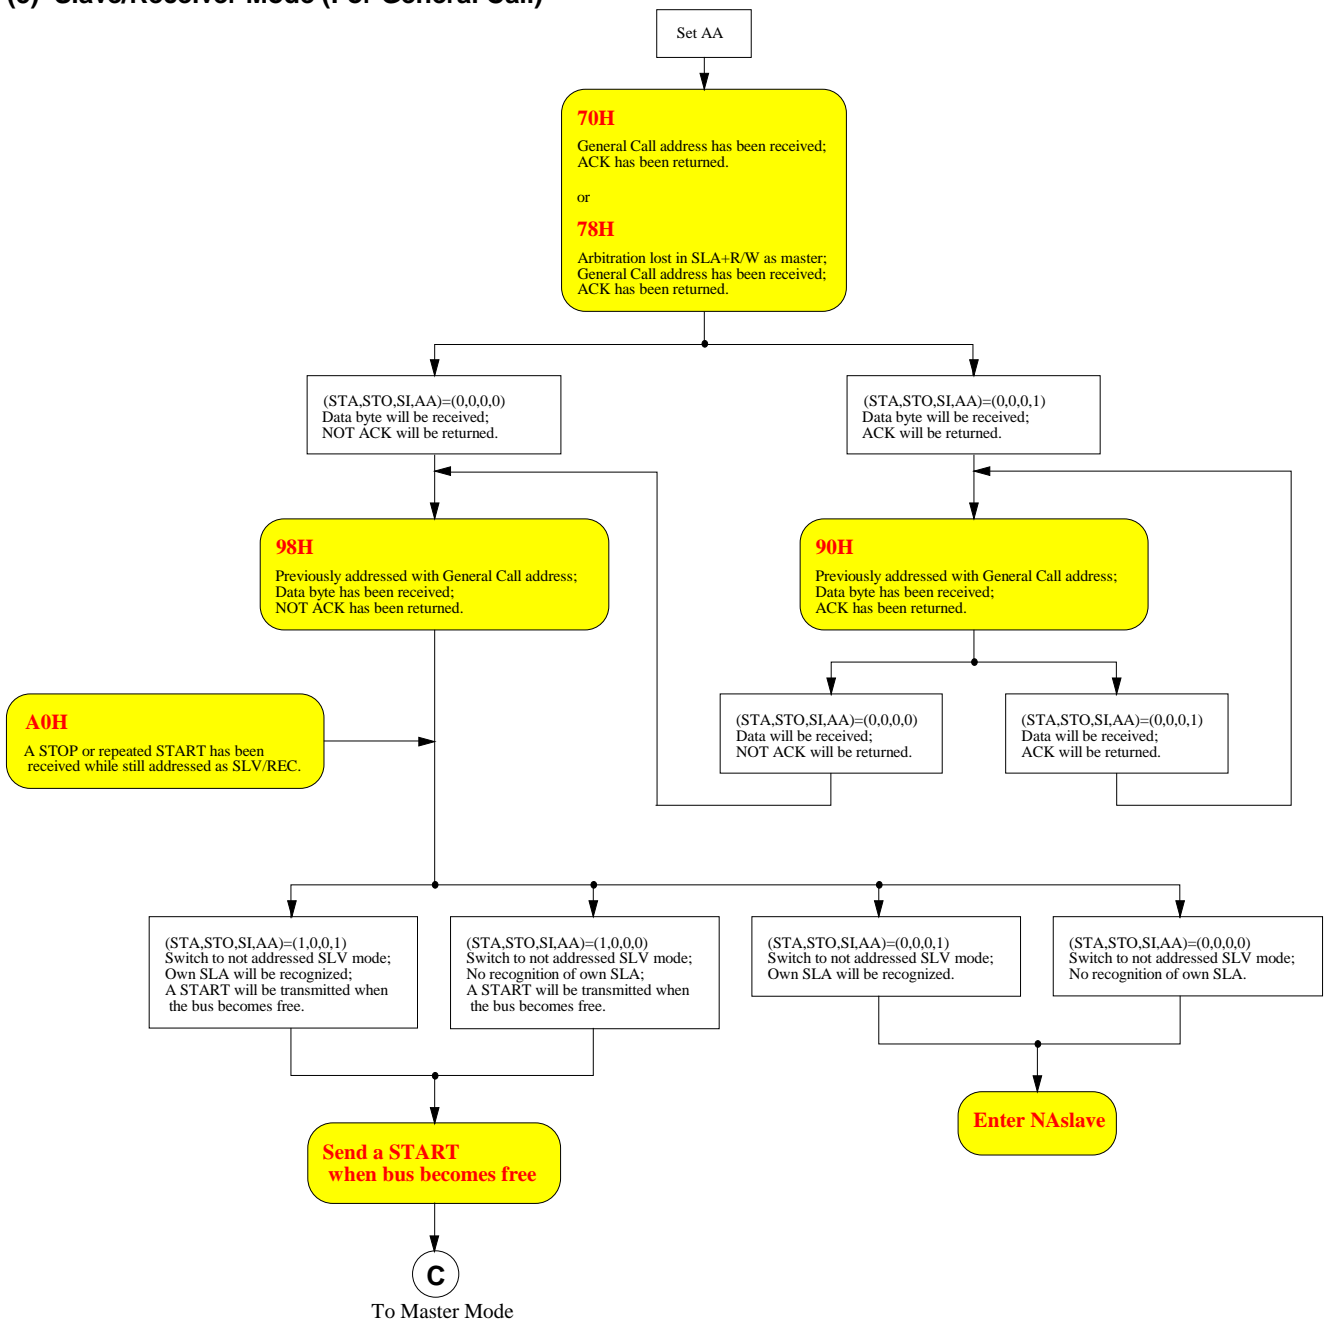 Set AA
70H
General Call address has been received;
ACK has been returned.
or
78H
Arbitration lost in SLA+R/W as master;
General Call address has been received;
ACK has been returned.
(STA,STO,SI,AA)=(0,0,0,0)
Data byte will be received;
NOT ACK will be returned.
(STA,STO,SI,AA)=(0,0,0,1)
Data byte will be received;
ACK will be returned.
98H
Previously addressed with General Call address;
Data byte has been received;
NOT ACK has been returned.
90H
Previously addressed with General Call address;
Data byte has been received;
ACK has been returned.
A0H
A STOP or repeated START has been
received while still addressed as SLV/REC.
(STA,STO,SI,AA)=(0,0,0,0)
Data will be received;
NOT ACK will be returned.
(STA,STO,SI,AA)=(0,0,0,1)
Data will be received;
ACK will be returned.
(STA,STO,SI,AA)=(1,0,0,1)
Switch to not addressed SLV mode;
Own SLA will be recognized;
A START will be transmitted when
the bus becomes free.
(STA,STO,SI,AA)=(1,0,0,0)
Switch to not addressed SLV mode;
No recognition of own SLA;
A START will be transmitted when
the bus becomes free.
(STA,STO,SI,AA)=(0,0,0,1)
Switch to not addressed SLV mode;
Own SLA will be recognized.
(STA,STO,SI,AA)=(0,0,0,0)
Switch to not addressed SLV mode;
No recognition of own SLA.
Enter NAslave
Send a START
when bus becomes free
C
To Master Mode